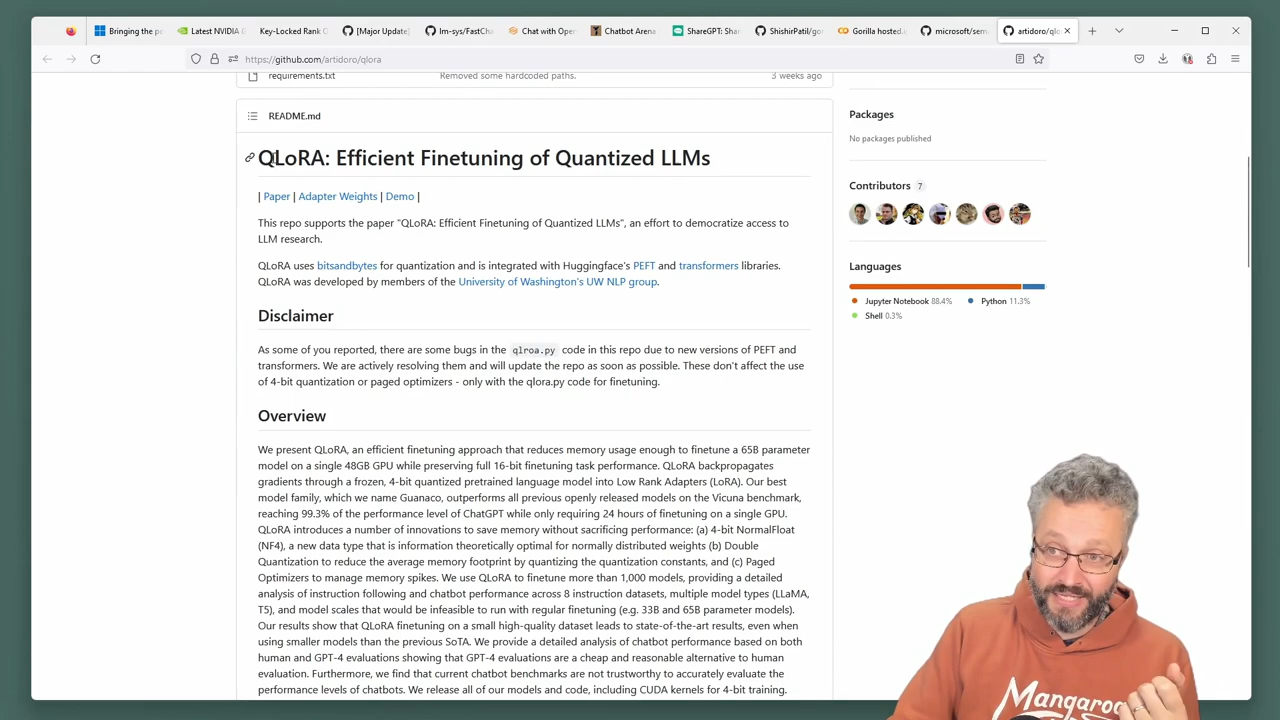 Bringing the p
Latest NVIDIA G
Key-Locked Rank O
[Major Update]
lm-sys/FastCha
Chat with Open
Chatbot Arena
ShareGPT: Shar
ShishirPatil/go
Gorilla hosted.i
microsoft/sem
artidoro/qlo
https://github.com/artidoro/qlora
requirements.txt
Removed some hardcoded paths.
3 weeks ago
README.md
QLoRA: Efficient Finetuning of Quantized LLMs
| Paper | Adapter Weights | Demo |
This repo supports the paper "QLoRA: Efficient Finetuning of Quantized LLMs", an effort to democratize access to
LLM research.
QLoRA uses bitsandbytes for quantization and is integrated with Huggingface's PEFT and transformers libraries.
QLoRA was developed by members of the University of Washington's UW NLP group.
Disclaimer
As some of you reported, there are some bugs in the qlroa.py code in this repo due to new versions of PEFT and
transformers. We are actively resolving them and will update the repo as soon as possible. These don't affect the use
of 4-bit quantization or paged optimizers - only with the qlora.py code for finetuning.
Overview
We present QLoRA, an efficient finetuning approach that reduces memory usage enough to finetune a 65B parameter
model on a single 48GB GPU while preserving full 16-bit finetuning task performance. QLoRA backpropagates
gradients through a frozen, 4-bit quantized pretrained language model into Low Rank Adapters (LoRA). Our best
model family, which we name Guanaco, outperforms all previous openly released models on the Vicuna benchmark,
reaching 99.3% of the performance level of ChatGPT while only requiring 24 hours of finetuning on a single GPU.
QLoRA introduces a number of innovations to save memory without sacrificing performance: (a) 4-bit NormalFloat
(NF4), a new data type that is information theoretically optimal for normally distributed weights (b) Double
Quantization to reduce the average memory footprint by quantizing the quantization constants, and (c) Paged
Optimizers to manage memory spikes. We use QLoRA to finetune more than 1,000 models, providing a detailed
analysis of instruction following and chatbot performance across 8 instruction datasets, multiple model types (LLaMA,
T5), and model scales that would be infeasible to run with regular finetuning (e.g. 33B and 65B parameter models).
Our results show that QLoRA finetuning on a small high-quality dataset leads to state-of-the-art results, even when
using smaller models than the previous SoTA. We provide a detailed analysis of chatbot performance based on both
human and GPT-4 evaluations showing that GPT-4 evaluations are a cheap and reasonable alternative to human
evaluation. Furthermore, we find that current chatbot benchmarks are not trustworthy to accurately evaluate the
performance levels of chatbots. We release all of our models and code, including CUDA kernels for 4-bit training.
Packages
No packages published
Contributors 7
Languages
Jupyter Notebook 88.4%
Python 11.3%
Shell 0.3%
Mangaroo